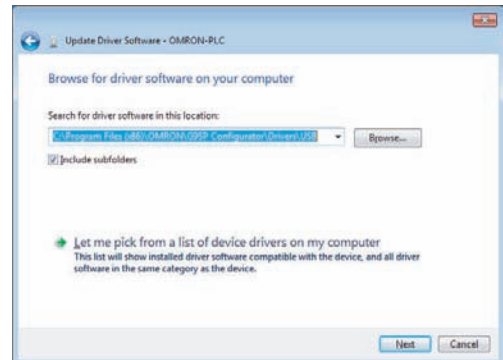 Update Driver Software - OMRON-PLC
Browse for driver software on your computer
Search for driver software in this location:
C:\Program Files (x86)\OMRON\G9SP Configurator\Drivers\USB
Browse...
Include subfolders
Let me pick from a list of device drivers on my computer
This list will show installed driver software compatible with the device, and all driver
software in the same category as the device.
Next Cancel